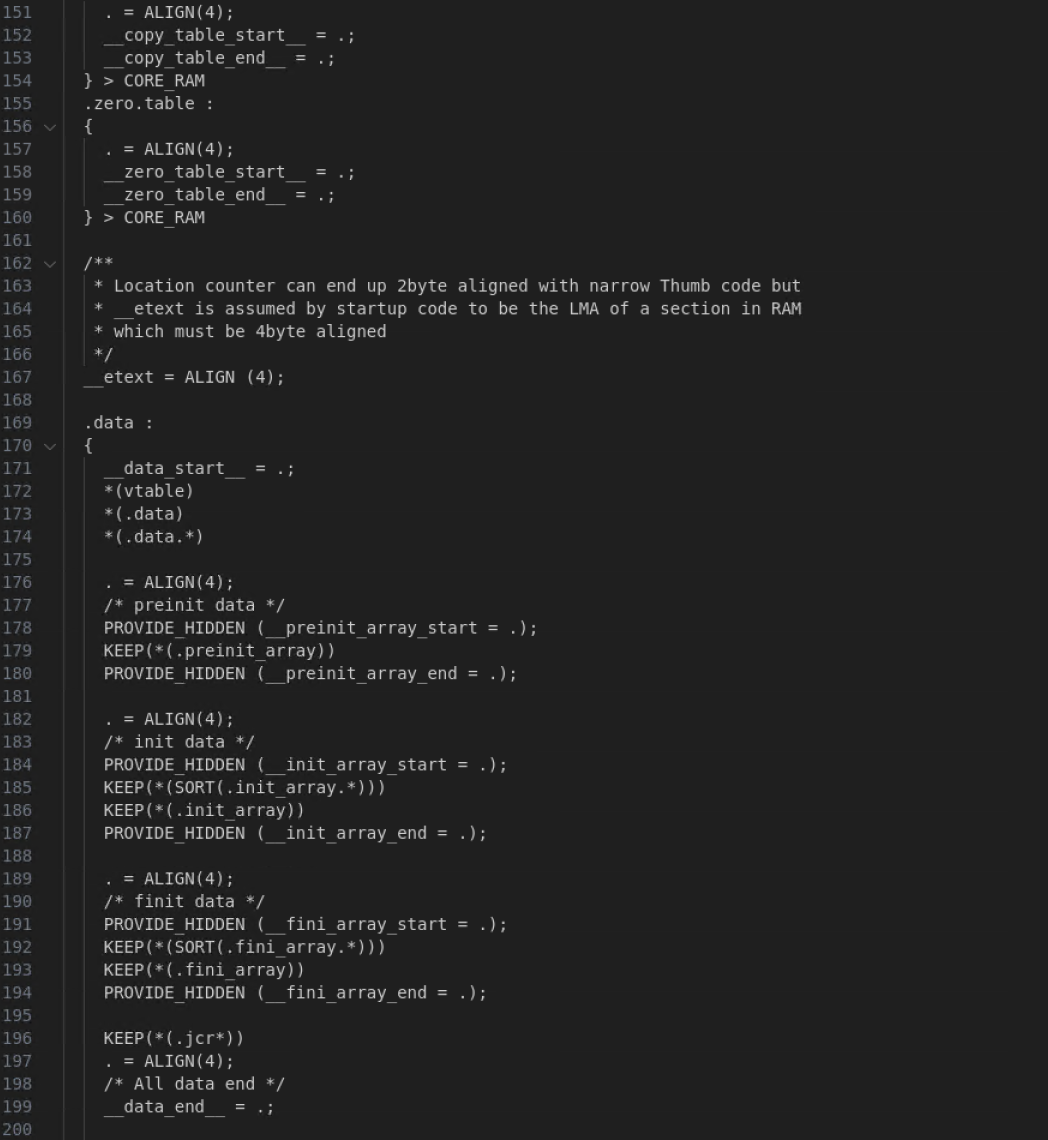 151 . = ALIGN(4);
152 __copy_table_start__ = .;
153 __copy_table_end__ = .;
154 } > CORE_RAM
155 .zero.table :
156 {
157 . = ALIGN(4);
158 __zero_table_start__ = .;
159 __zero_table_end__ = .;
160 } > CORE_RAM
161
162 /**
163 * Location counter can end up 2byte aligned with narrow Thumb code but
164 * __etext is assumed by startup code to be the LMA of a section in RAM
165 * which must be 4byte aligned
166 */
167 __etext = ALIGN (4);
168
169 .data :
170 {
171 __data_start__ = .;
172 *(vtable)
173 *(.data)
174 *(.data.*)
175
176 . = ALIGN(4);
177 /* preinit data */
178 PROVIDE_HIDDEN (__preinit_array_start = .);
179 KEEP(*(.preinit_array))
180 PROVIDE_HIDDEN (__preinit_array_end = .);
181
182 . = ALIGN(4);
183 /* init data */
184 PROVIDE_HIDDEN (__init_array_start = .);
185 KEEP(*(SORT(.init_array.*)))
186 KEEP(*(.init_array))
187 PROVIDE_HIDDEN (__init_array_end = .);
188
189 . = ALIGN(4);
190 /* finit data */
191 PROVIDE_HIDDEN (__fini_array_start = .);
192 KEEP(*(SORT(.fini_array.*)))
193 KEEP(*(.fini_array))
194 PROVIDE_HIDDEN (__fini_array_end = .);
195
196 KEEP(*(.jcr*))
197 . = ALIGN(4);
198 /* All data end */
199 __data_end__ = .;
200